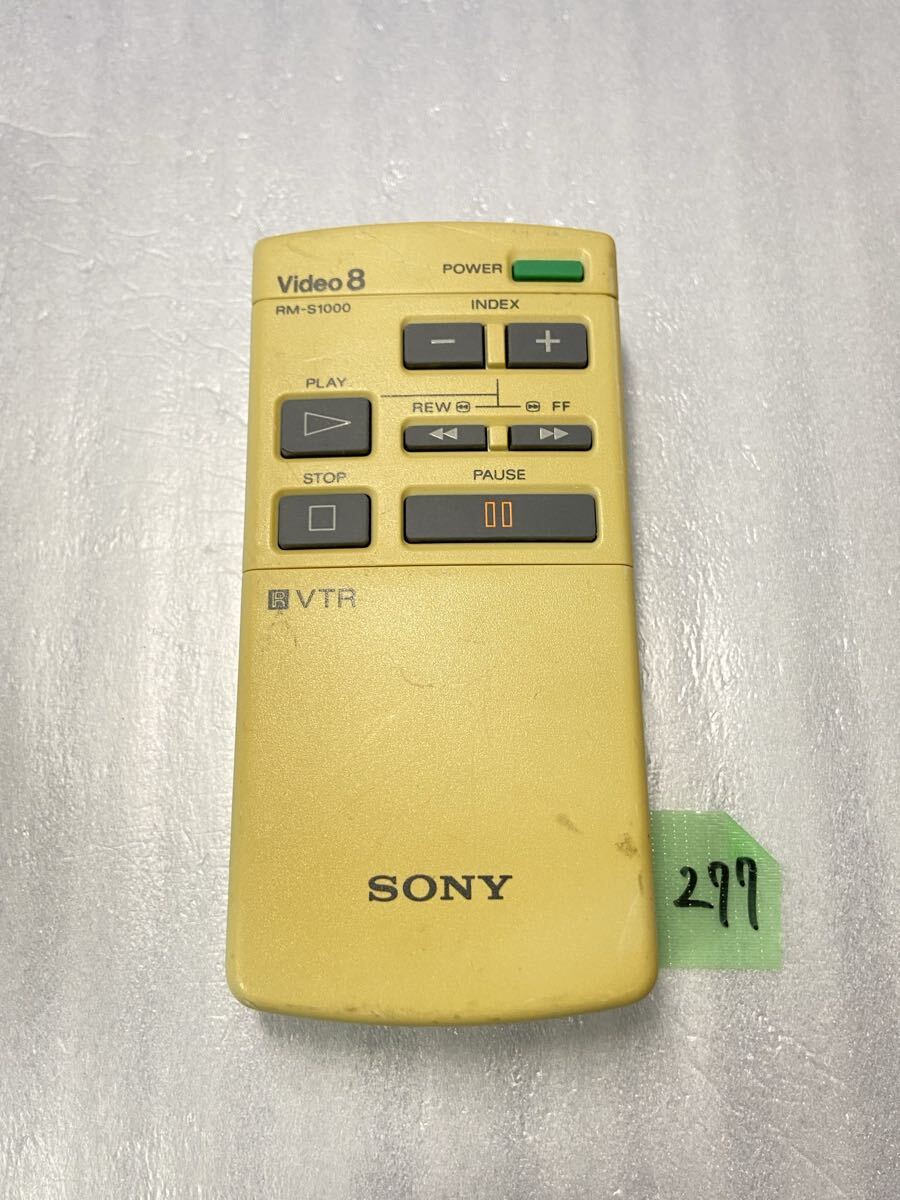 POWER
Video 8
RM-S1000
INDEX
− +
PLAY
REW FF
STOP
PAUSE
R VTR
SONY
277